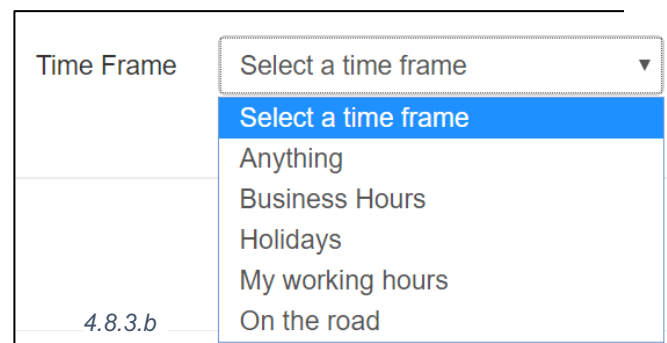 Time Frame Select a time frame ▼
Select a time frame
Anything
Business Hours
Holidays
My working hours
4.8.3.b On the road